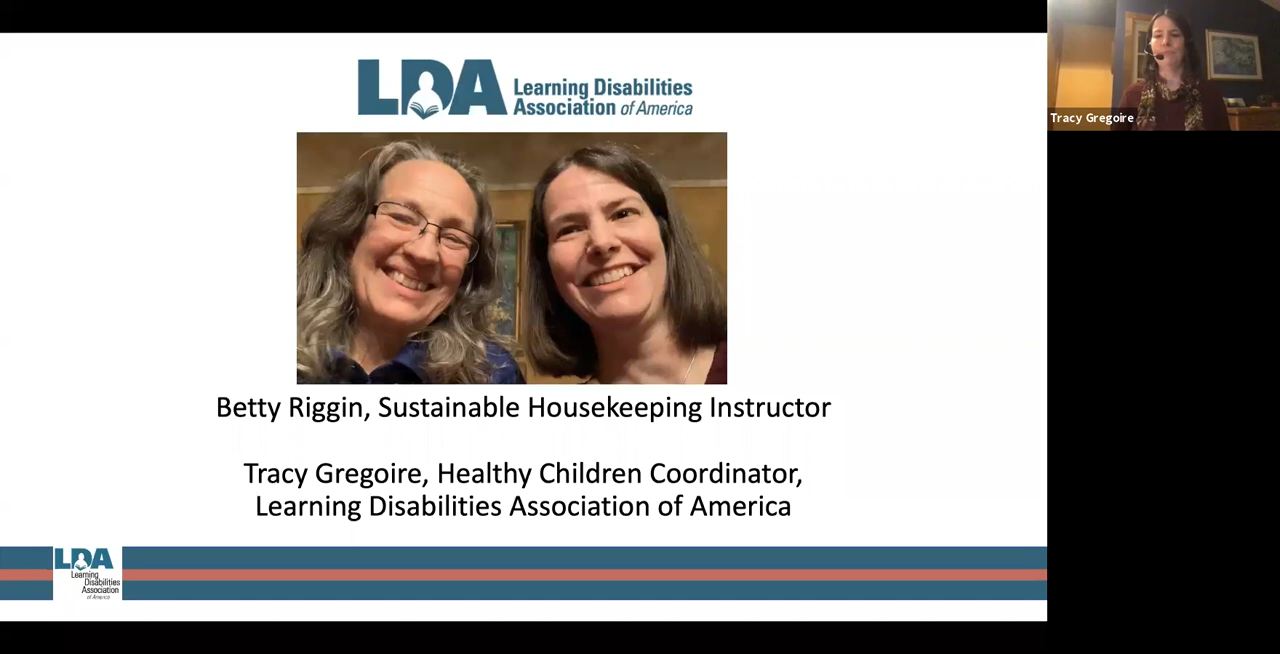 LDA Learning Disabilities
Association of America
Tracy Gregoire
Betty Riggin, Sustainable Housekeeping Instructor
Tracy Gregoire, Healthy Children Coordinator,
Learning Disabilities Association of America
LDA
Learning
Disabilities
Association
of America